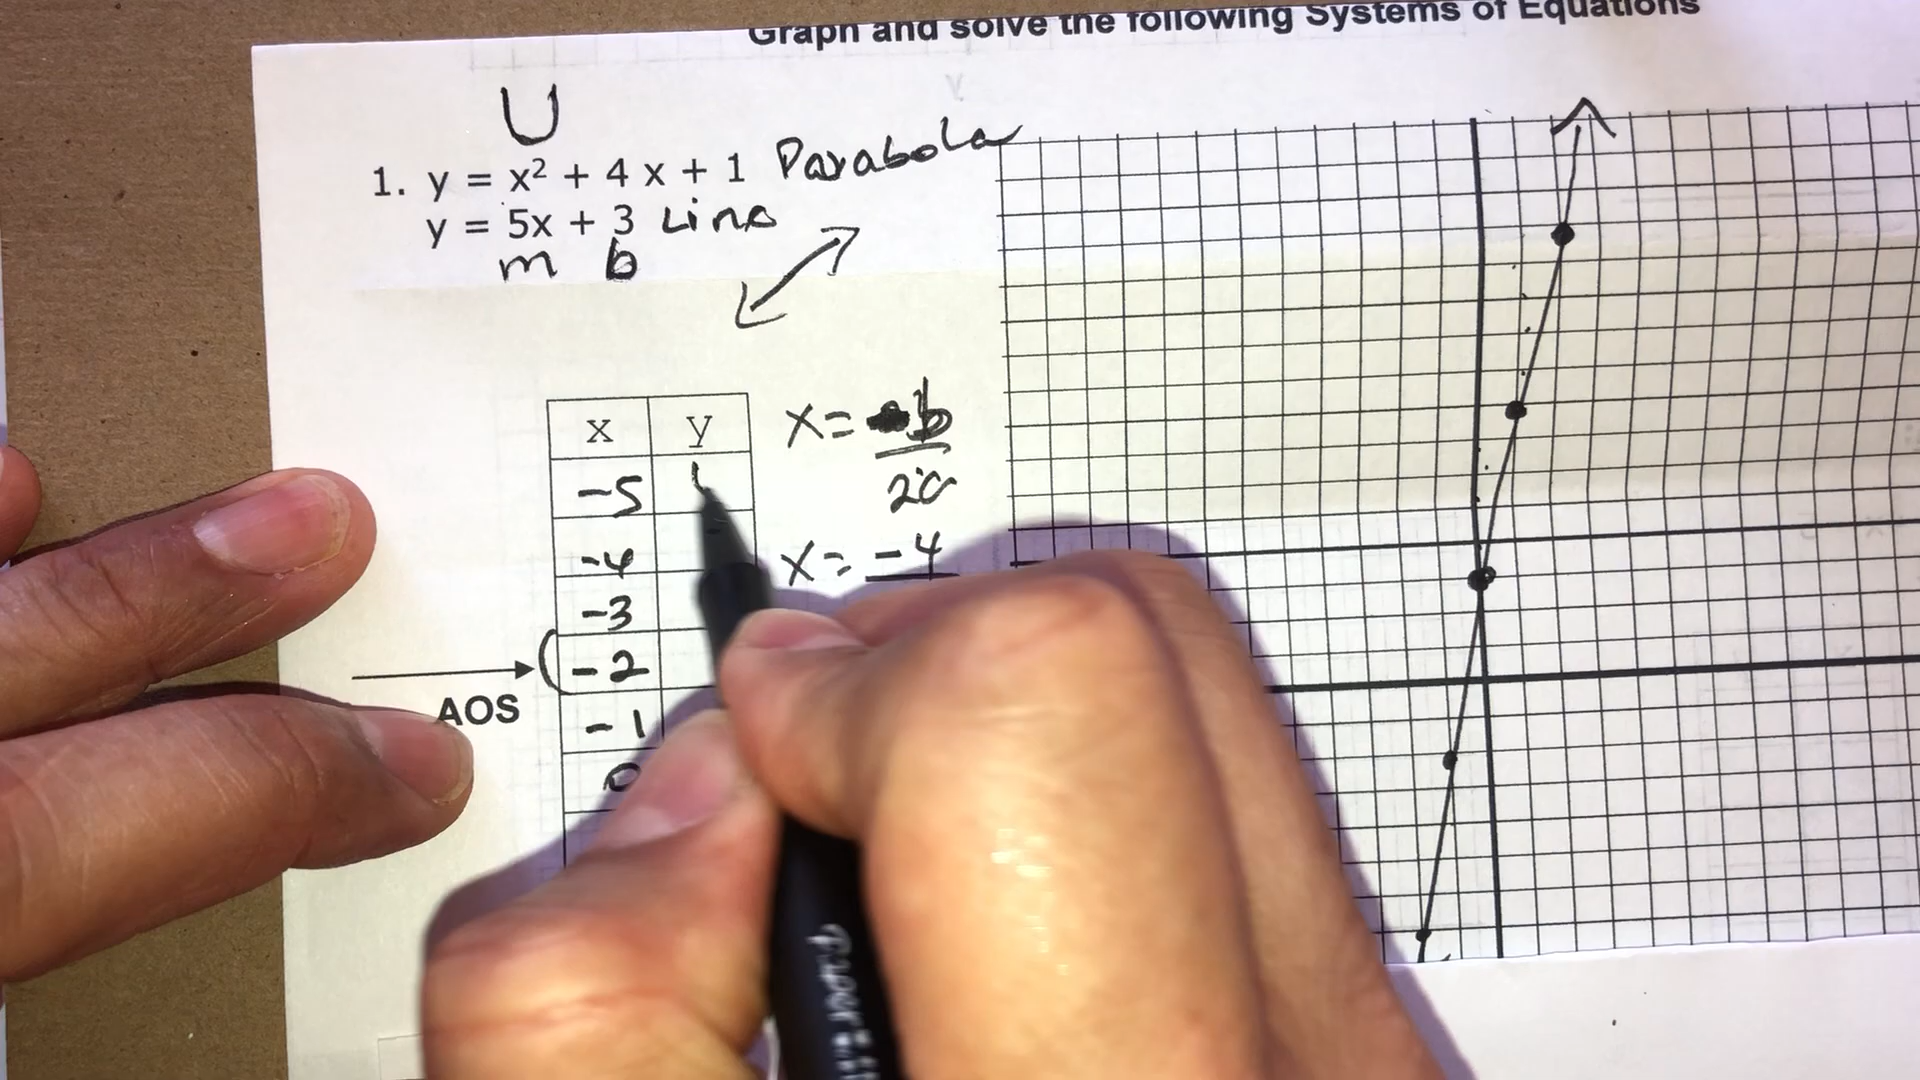 Graph and solve the following Systems of Equations
U
1. y = x² + 4 x + 1 Parabola
y = 5x + 3 Line
m b
x y
-5
-4
-3
-2
-1
0
AOS
x = -b
2a
x = -4